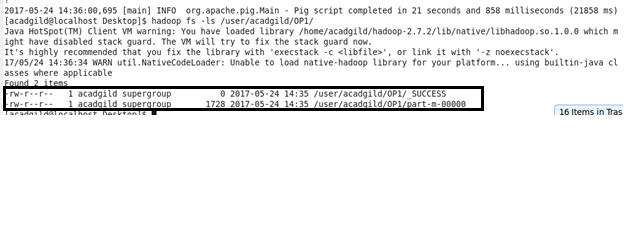 2017-05-24 14:36:00,695 [main] INFO  org.apache.pig.Main - Pig script completed in 21 seconds and 858 milliseconds (21858 ms)
[acadgild@localhost Desktop]$ hadoop fs -ls /user/acadgild/OP1/
Java HotSpot(TM) Client VM warning: You have loaded library /home/acadgild/hadoop-2.7.2/lib/native/libhadoop.so.1.0.0 which m
ight have disabled stack guard. The VM will try to fix the stack guard now.
It's highly recommended that you fix the library with 'execstack -c <libfile>', or link it with '-z noexecstack'.
17/05/24 14:36:34 WARN util.NativeCodeLoader: Unable to load native-hadoop library for your platform... using builtin-java cl
asses where applicable
Found 2 items
-rw-r--r--   1 acadgild supergroup          0 2017-05-24 14:35 /user/acadgild/OP1/_SUCCESS
-rw-r--r--   1 acadgild supergroup       1728 2017-05-24 14:35 /user/acadgild/OP1/part-m-00000
[acadgild@localhost Desktop]$
16 Items in Tras